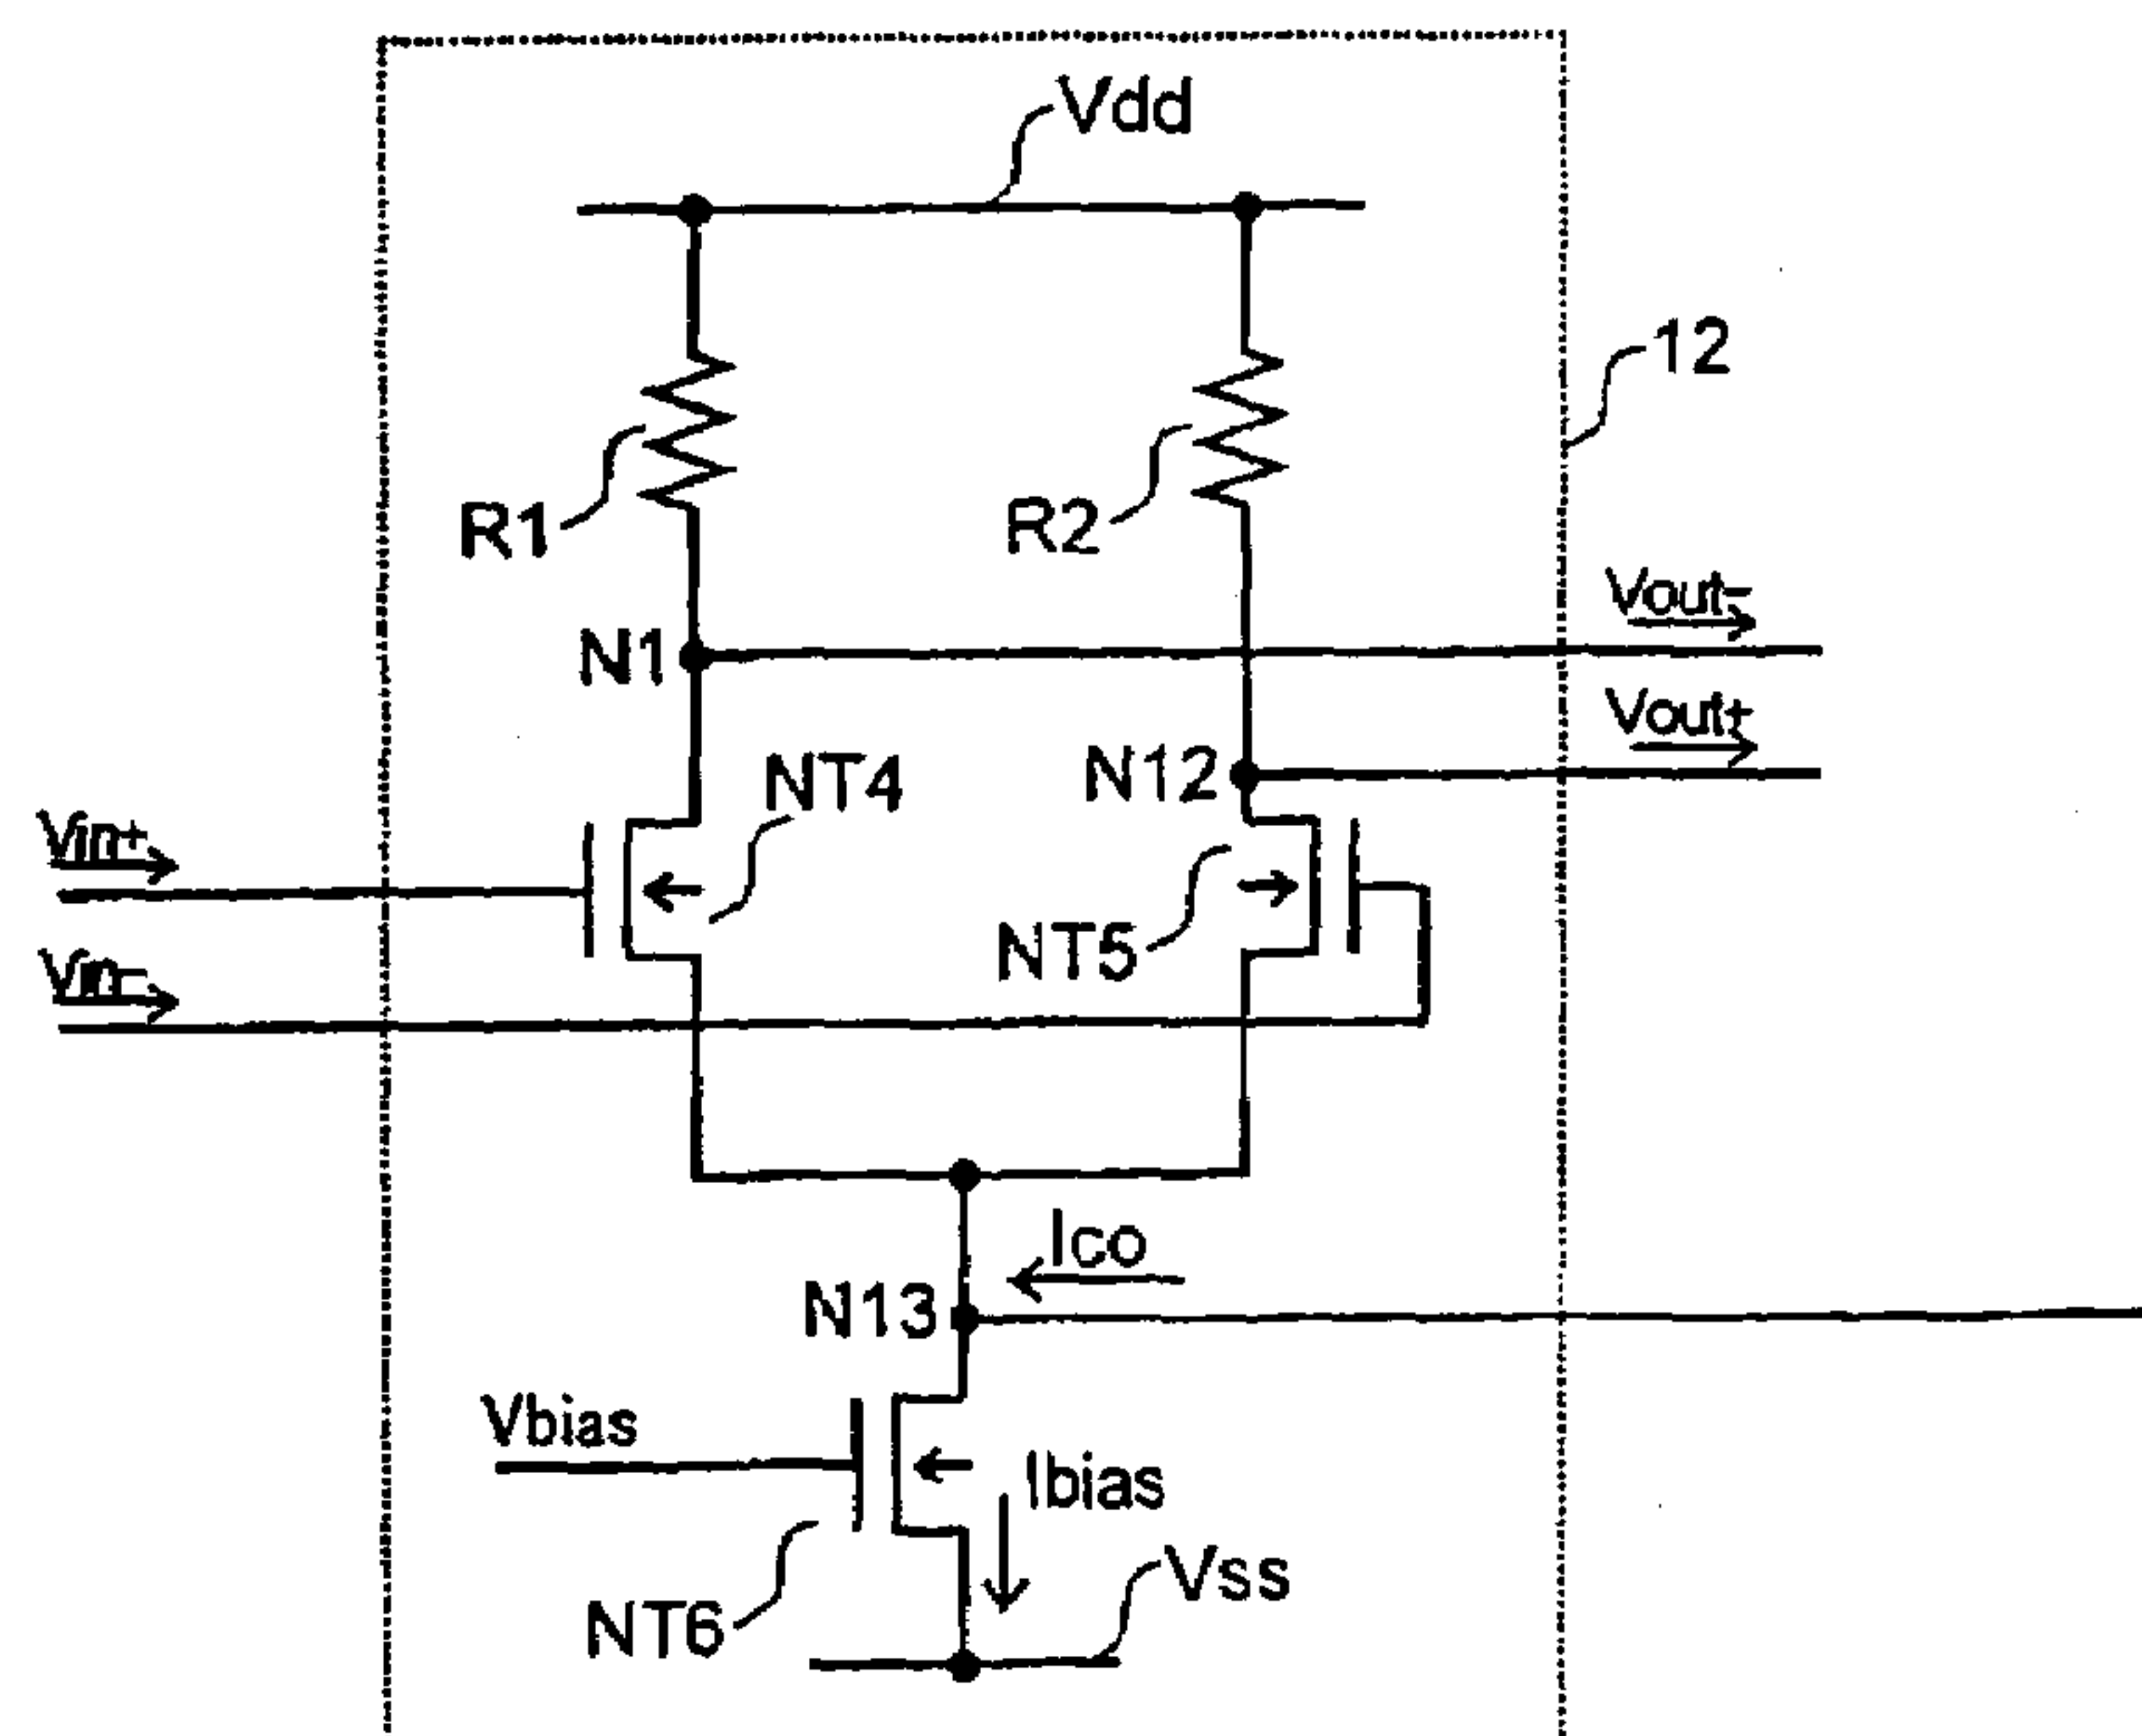 Vdd
12
R1
R2
Vout-
N1
Vout+
N12
NT4
Vin+
NT5
Vin-
Ico
N13
Vbias
Ibias
Vss
NT6